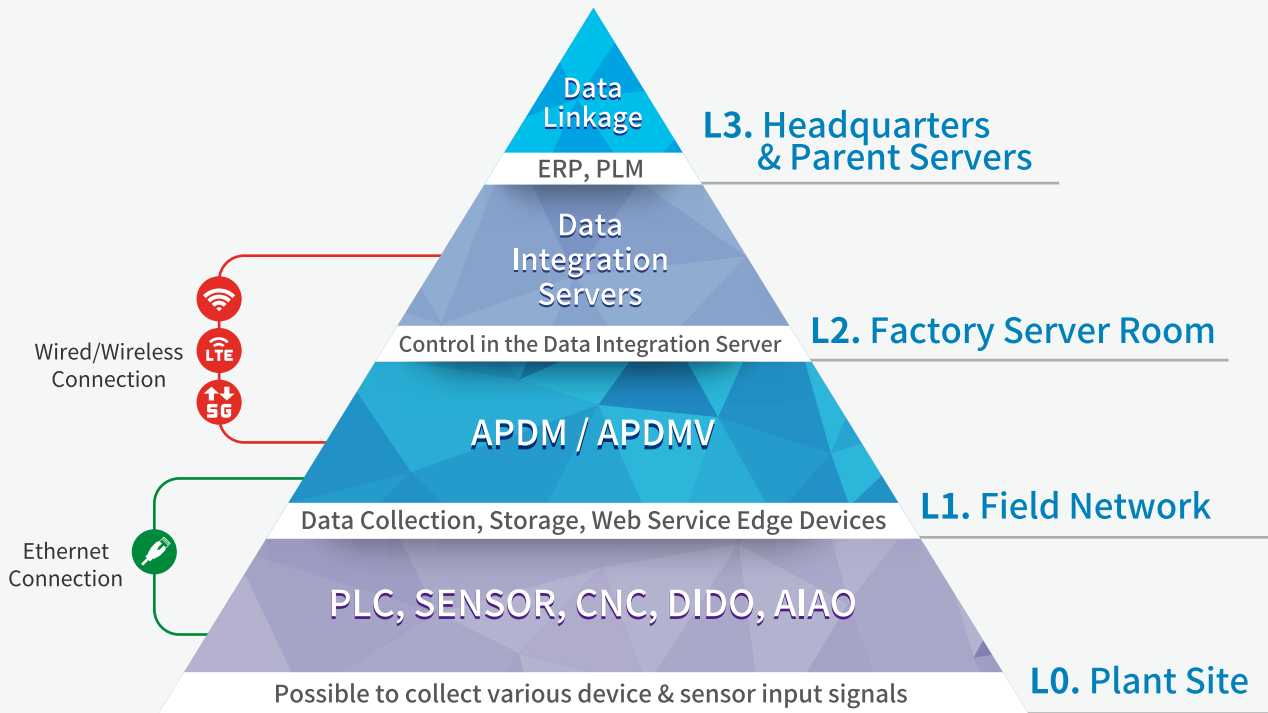 Data
Linkage
L3. Headquarters
& Parent Servers
ERP, PLM
Data
Integration
Servers
Wired/Wireless
Connection
LTE
5G
L2. Factory Server Room
Control in the Data Integration Server
APDM / APDMV
L1. Field Network
Data Collection, Storage, Web Service Edge Devices
Ethernet
Connection
PLC, SENSOR, CNC, DIDO, AIAO
L0. Plant Site
Possible to collect various device & sensor input signals